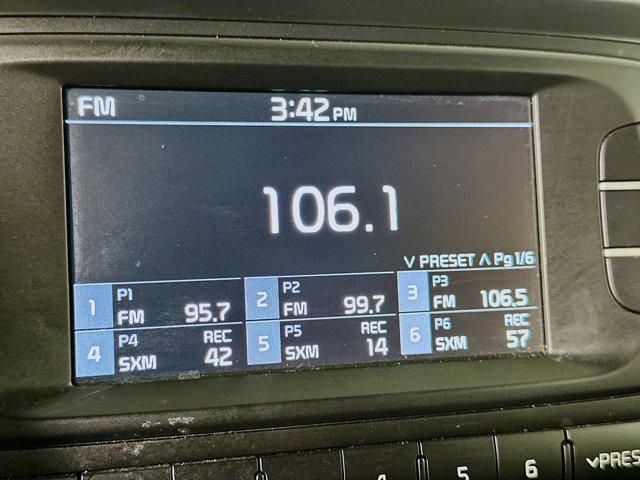 FM 3:42 PM
106.1
∨ PRESET ∧ Pg 1/6
1 P1 FM 95.7
2 P2 FM 99.7
3 P3 FM 106.5
4 P4 REC SXM 42
5 P5 REC SXM 14
6 P6 REC SXM 57
4 5 6 ∨PRES